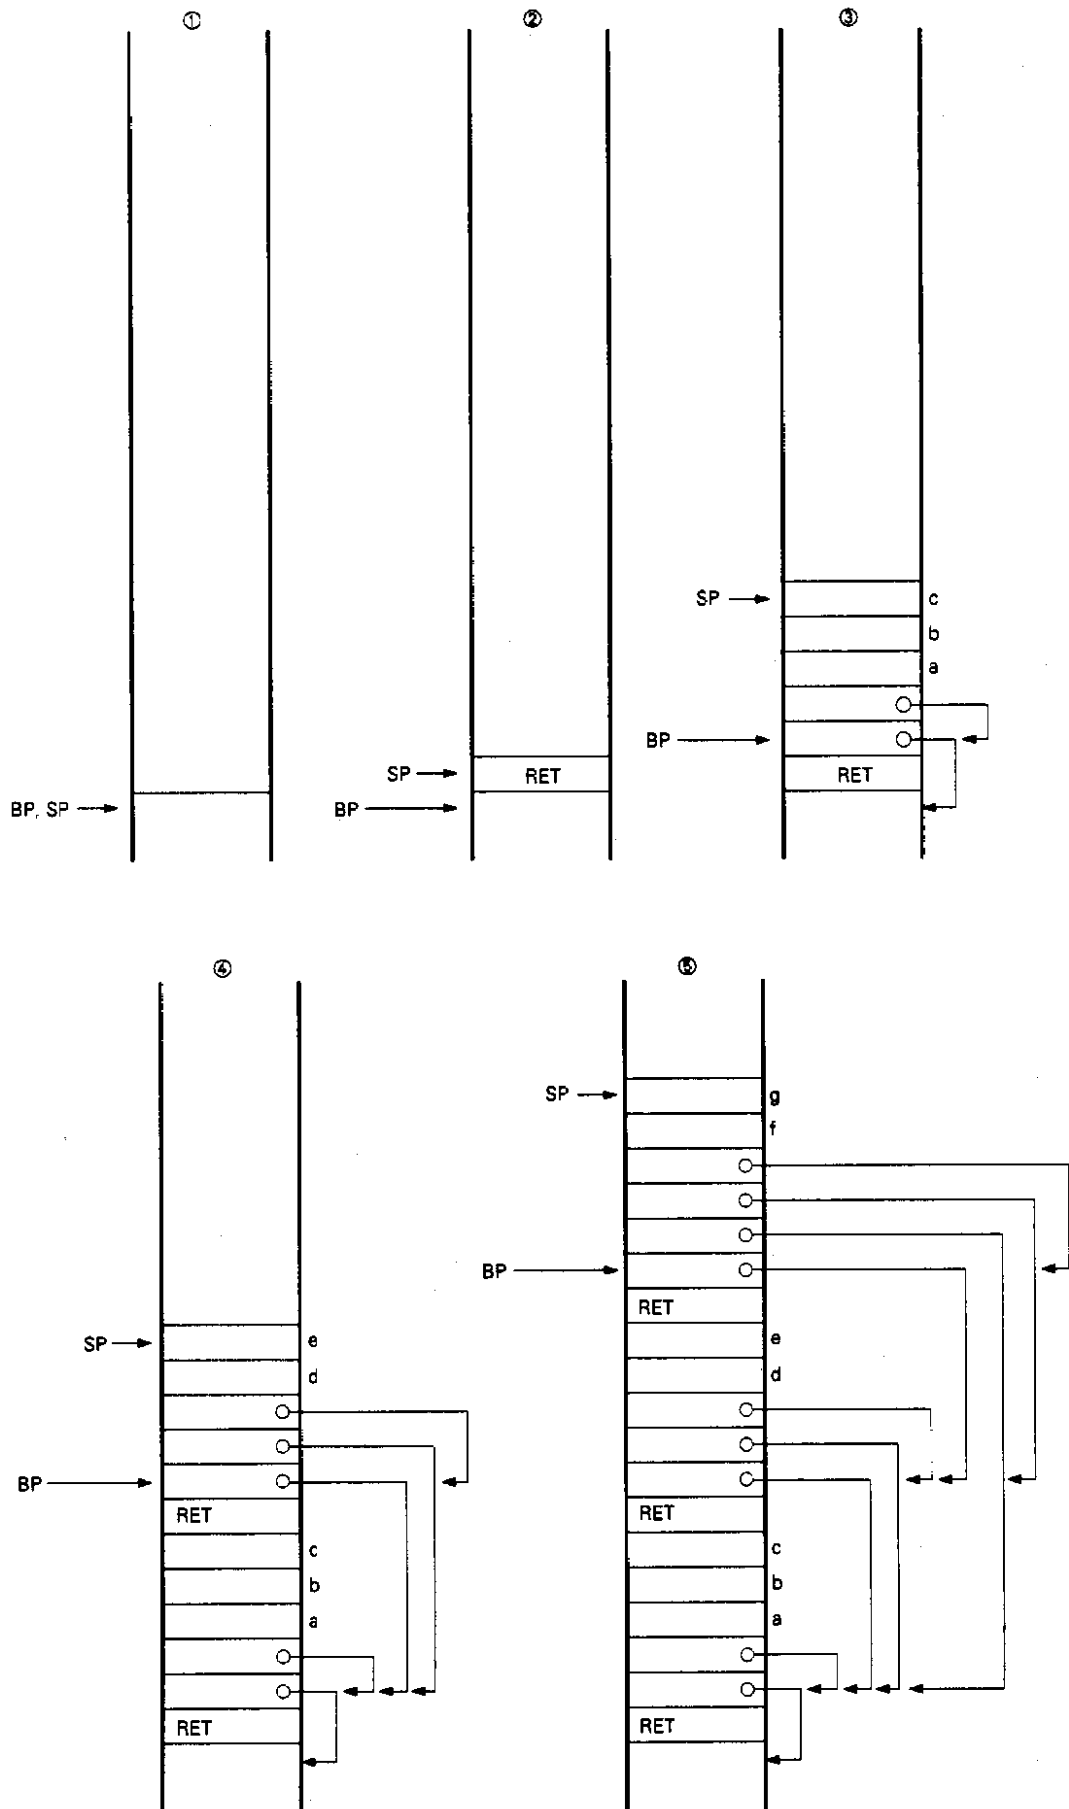 ① ② ③
SP c
b
a
BP
SP RET RET
BP, SP BP
④ ⑤
SP g
f
BP
RET
SP e e
d d
BP
RET RET
c c
b b
a a
RET RET